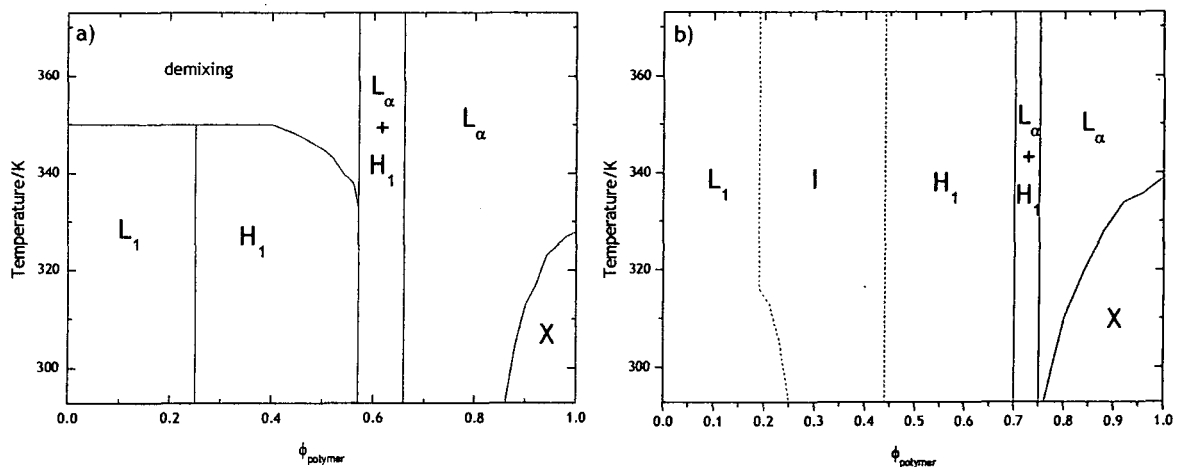 a)
demixing
L₁
H₁
Lα
+
H₁
Lα
X
360
340
320
300
Temperature/K
0.0 0.2 0.4 0.6 0.8 1.0
ϕpolymer
b)
L₁
I
H₁
Lα
+
H₁
Lα
X
360
340
320
300
Temperature/K
0.0 0.1 0.2 0.3 0.4 0.5 0.6 0.7 0.8 0.9 1.0
ϕpolymer